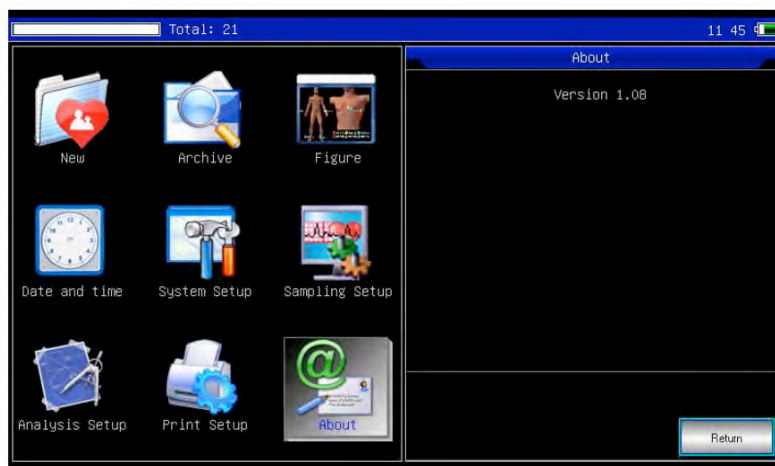 Total: 21
11 45
New
Archive
Figure
Date and time
System Setup
Sampling Setup
Analysis Setup
Print Setup
About
About
Version 1.08
Return